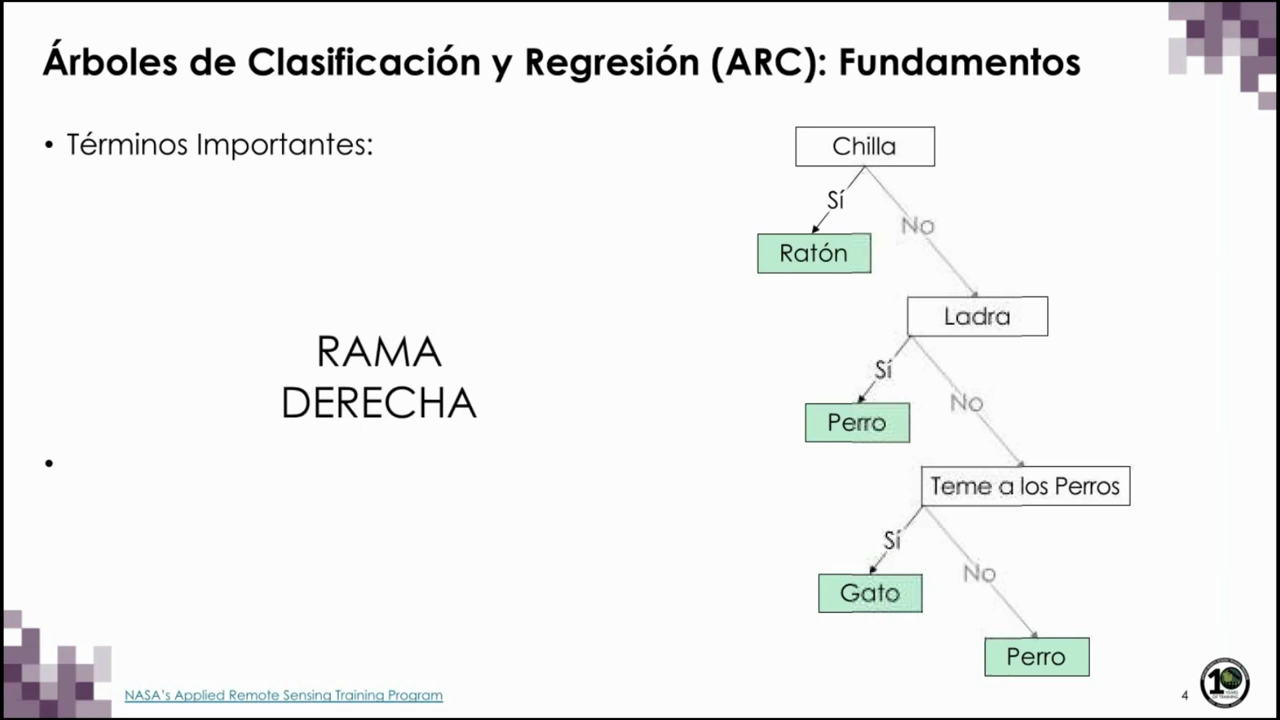 Árboles de Clasificación y Regresión (ARC): Fundamentos
• Términos Importantes:
RAMA
DERECHA
•
Chilla
Sí
No
Ratón
Ladra
Sí
No
Perro
Teme a los Perros
Sí
No
Gato
Perro
NASA's Applied Remote Sensing Training Program
4
10